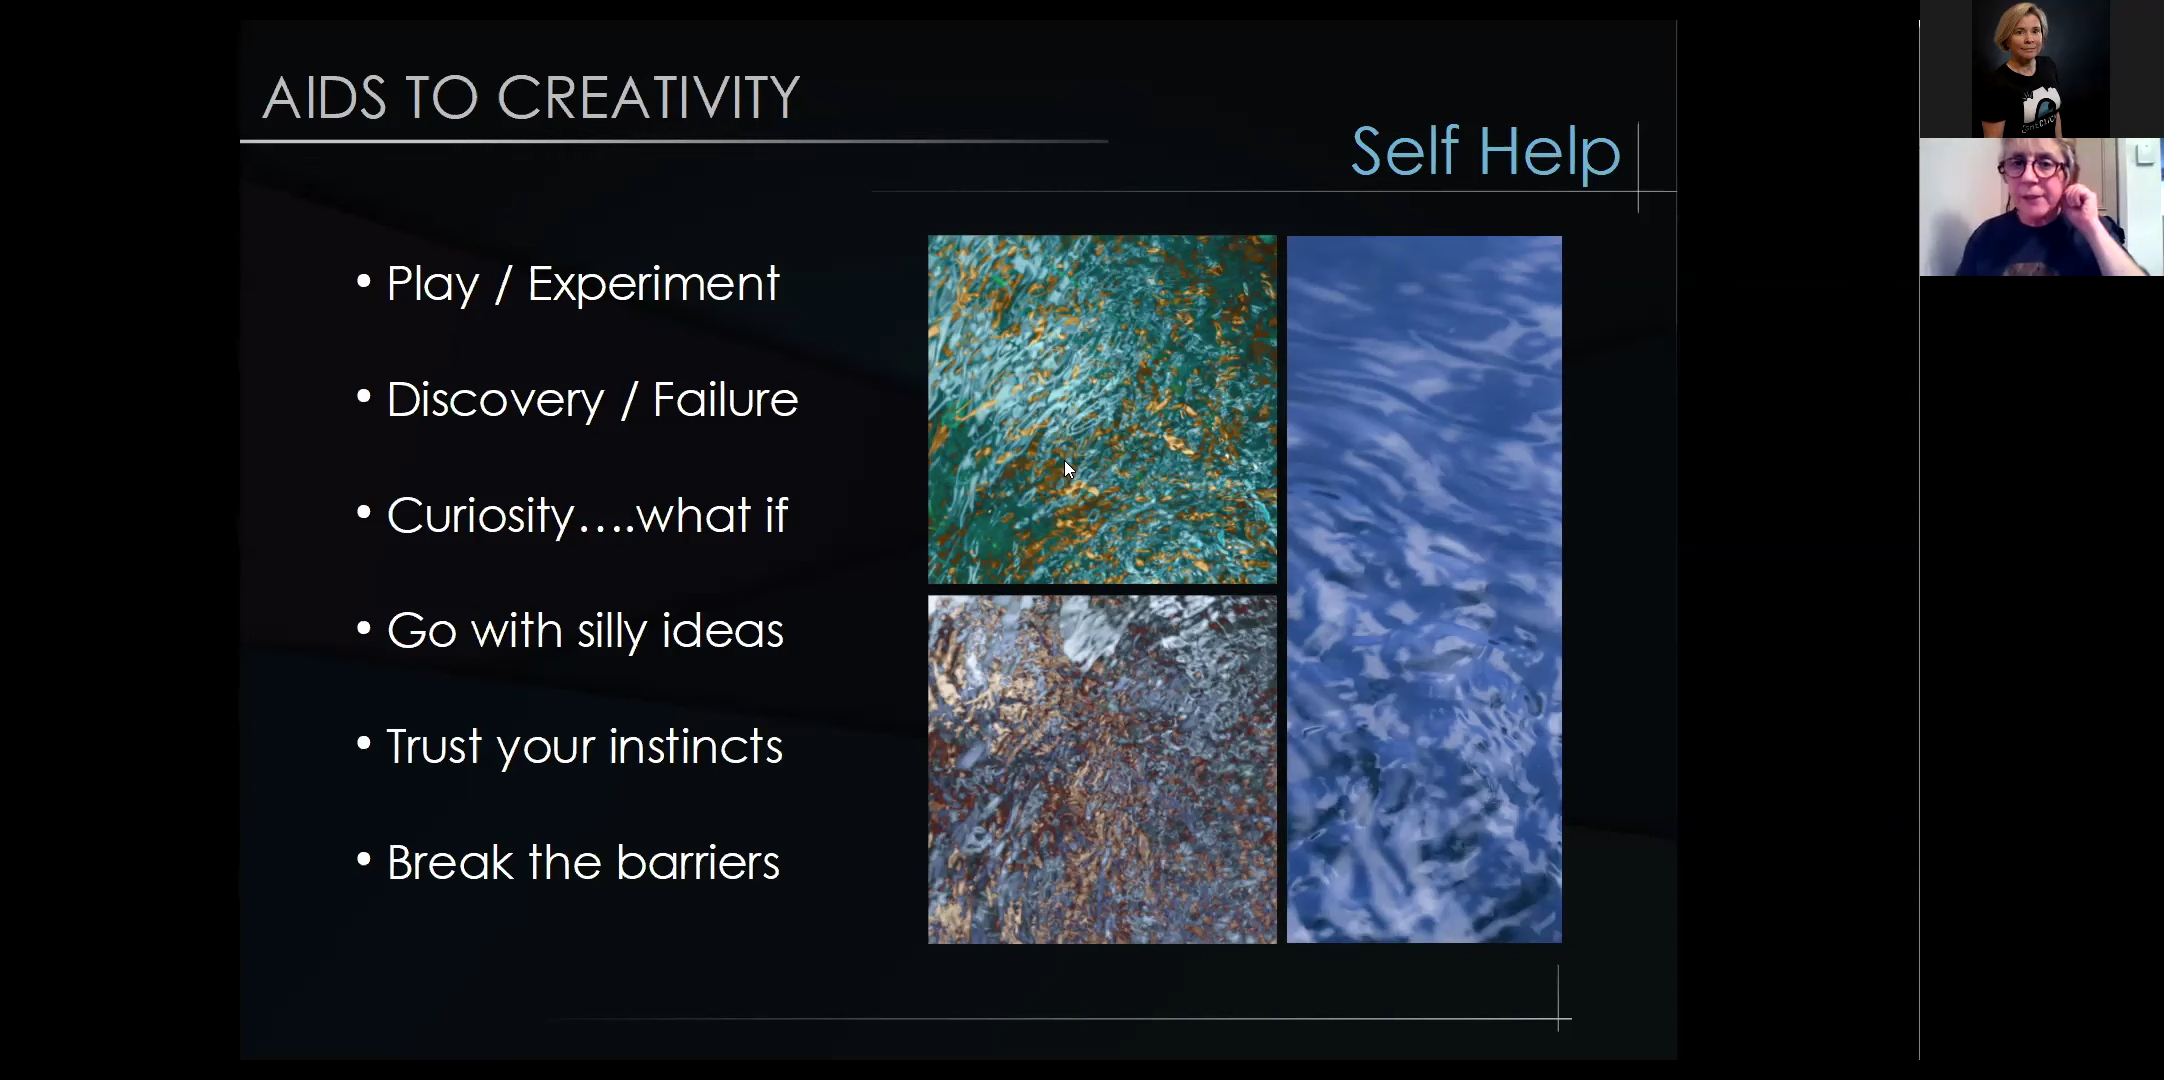 AIDS TO CREATIVITY
Self Help
• Play / Experiment
• Discovery / Failure
• Curiosity....what if
• Go with silly ideas
• Trust your instincts
• Break the barriers